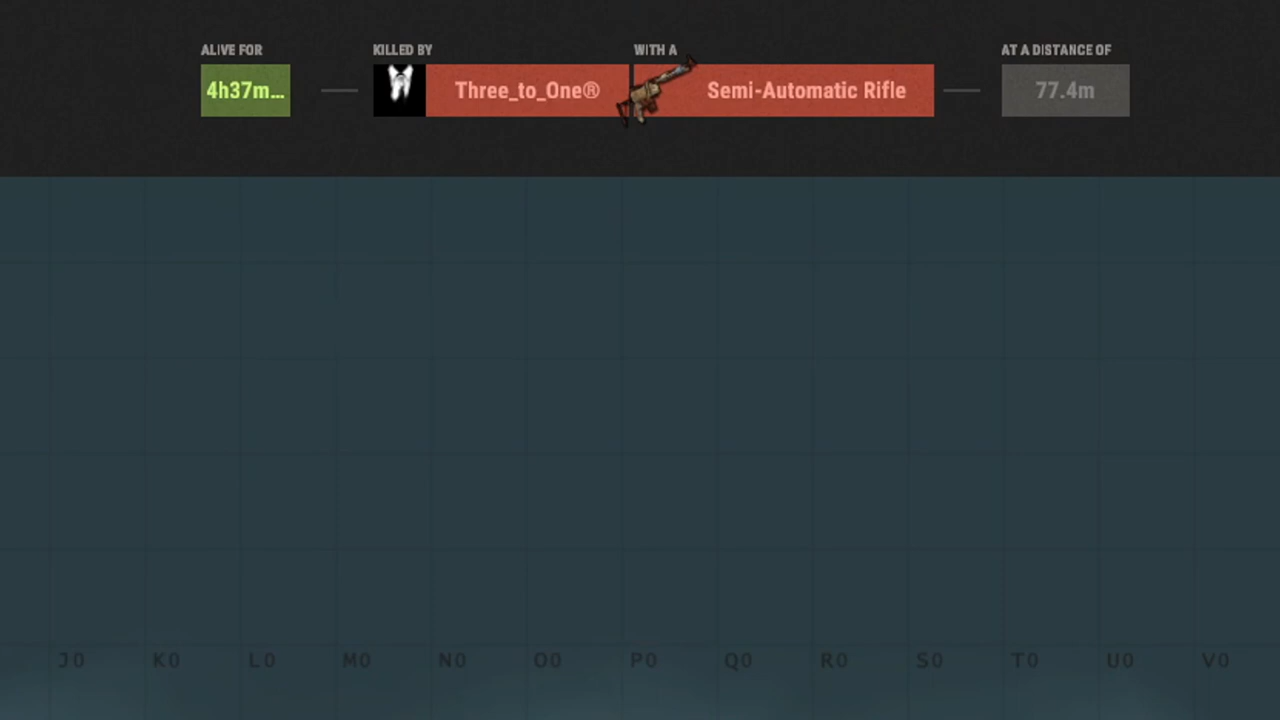 ALIVE FOR KILLED BY WITH A AT A DISTANCE OF
4h37m... Three_to_One® Semi-Automatic Rifle 77.4m
J0 K0 L0 M0 N0 O0 P0 Q0 R0 S0 T0 U0 V0